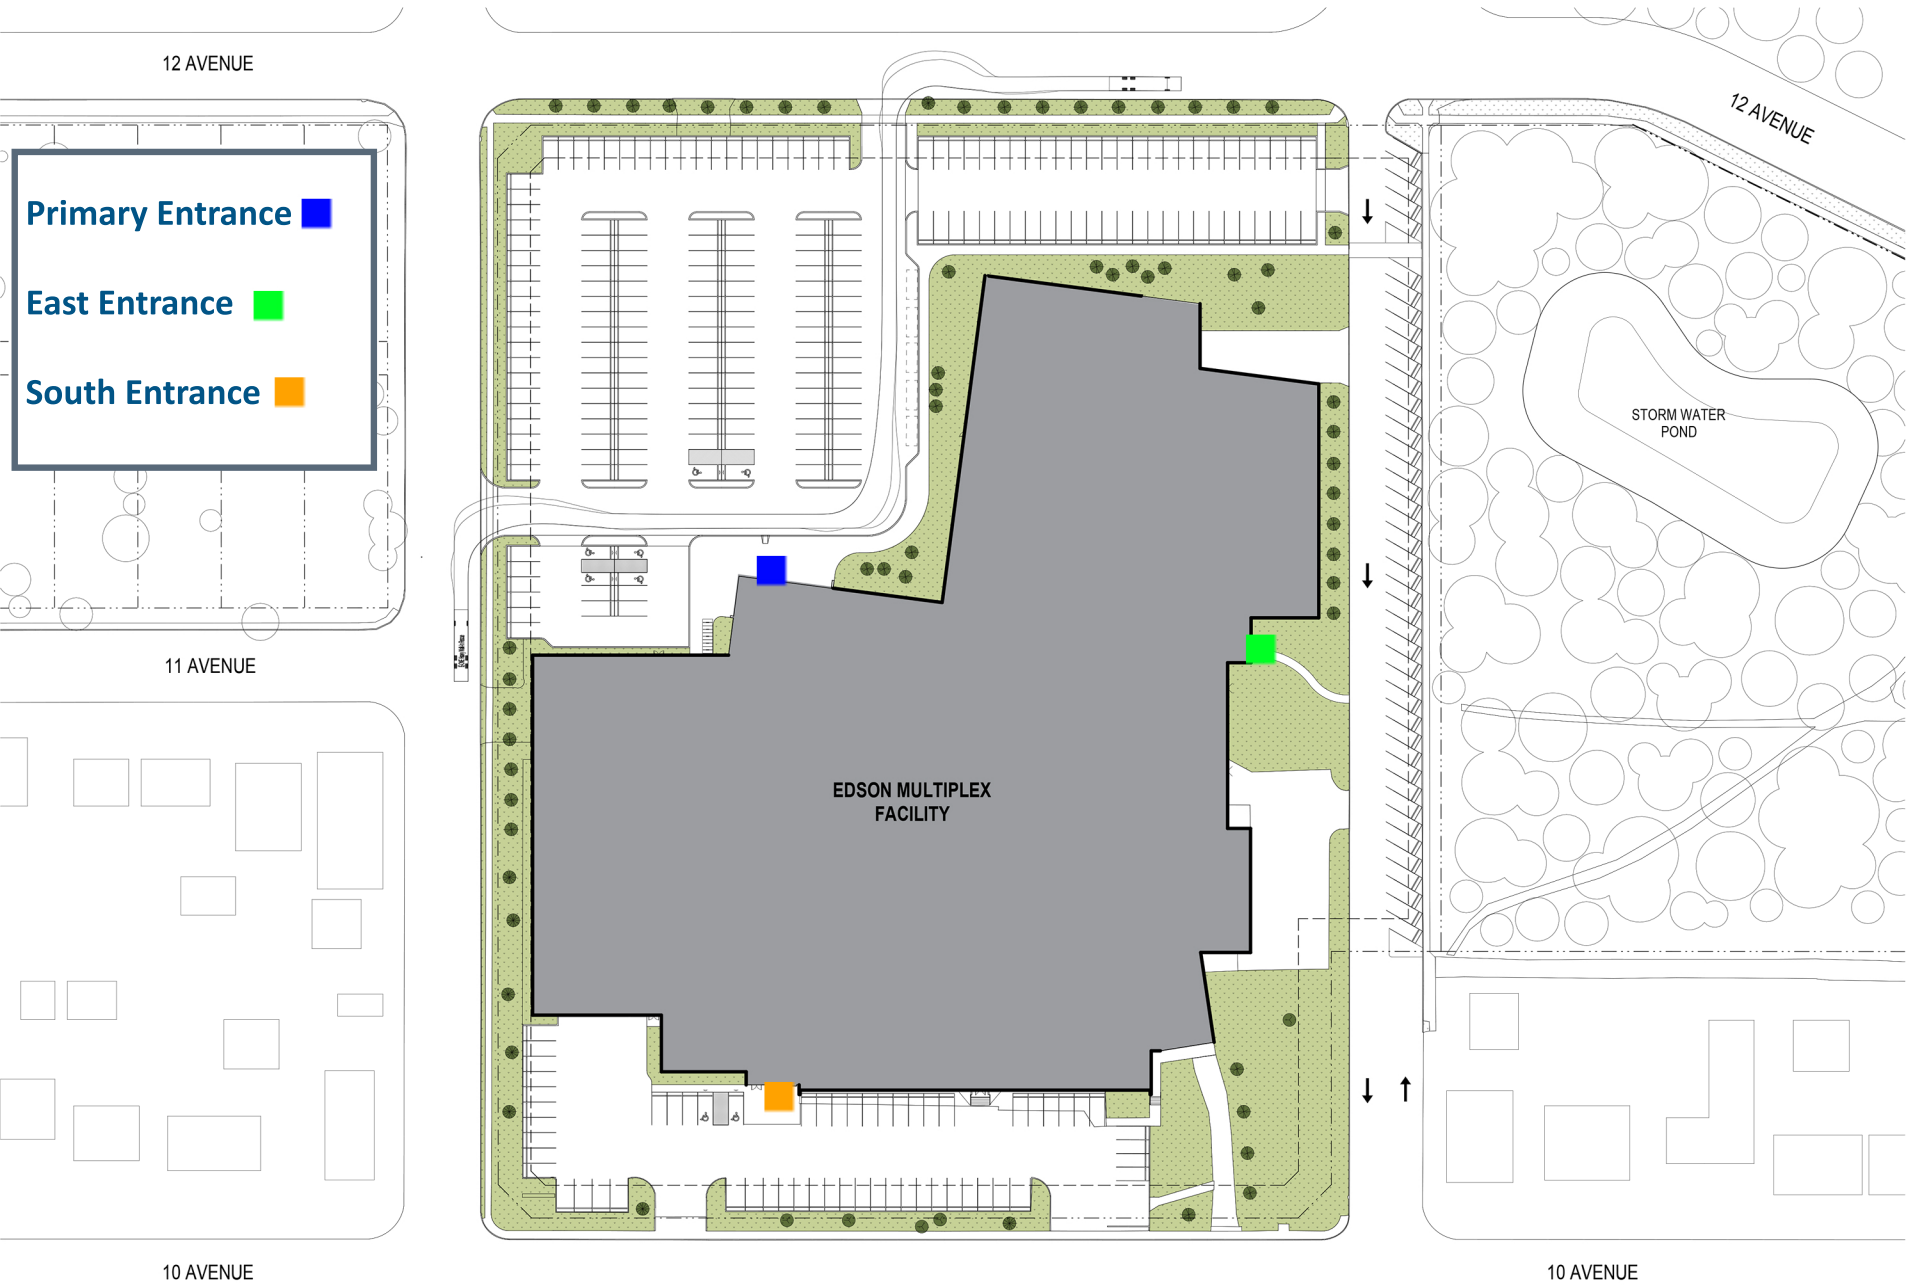 12 AVENUE
12 AVENUE
Primary Entrance
East Entrance
South Entrance
STORM WATER
POND
11 AVENUE
EDSON MULTIPLEX
FACILITY
10 AVENUE
10 AVENUE